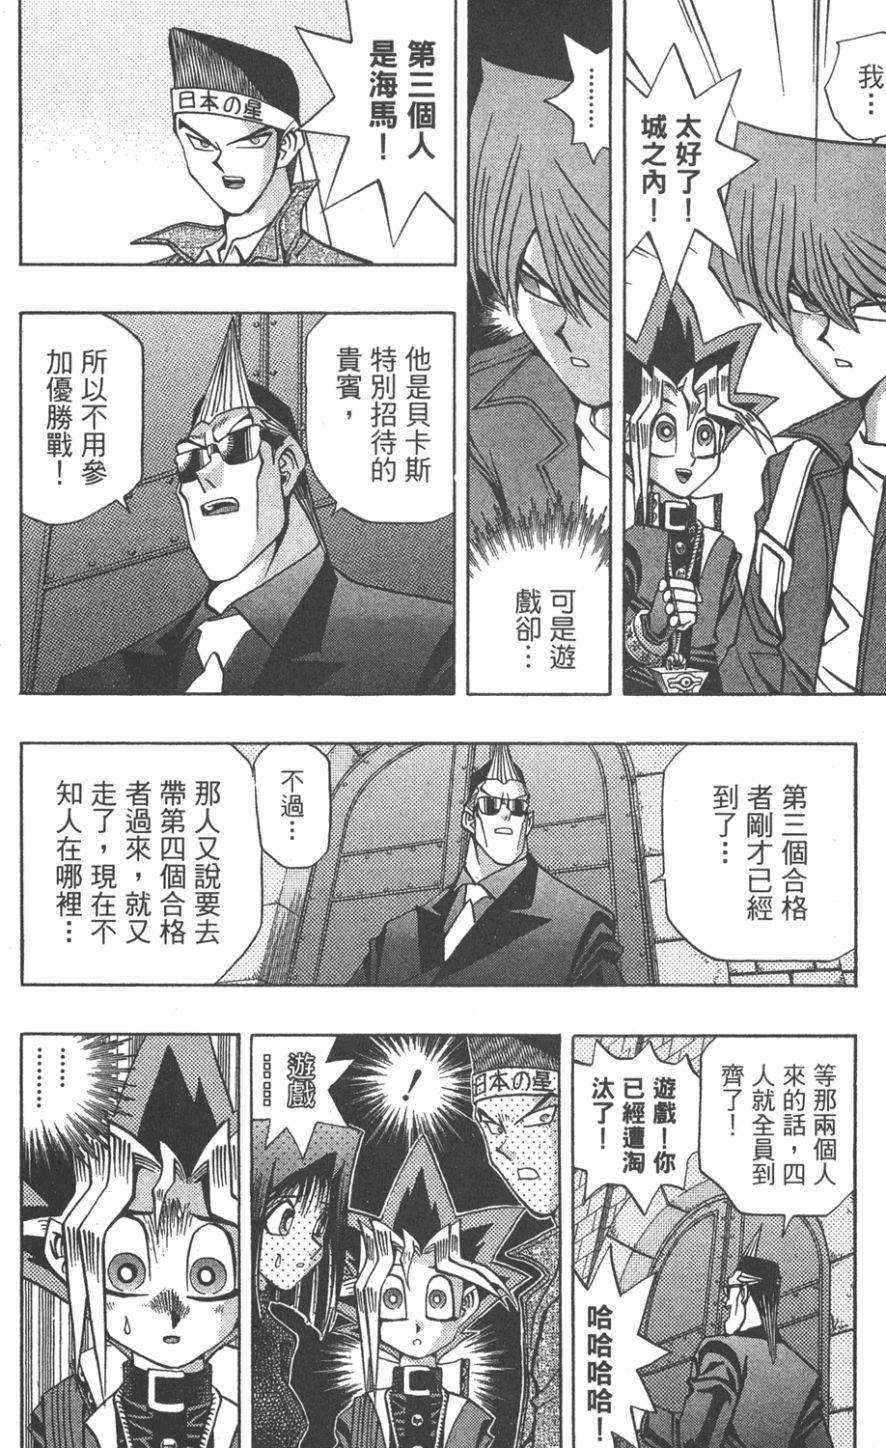 我…
太好了！
城之內！
………
可是遊
戲卻…
第三個人
是海馬！
日本の星
他是貝卡斯
特別招待的
貴賓，
所以不用參
加優勝戰！
第三個合格
者剛才已經
到了…
不過…
那人又說要去
帶第四個合格
者過來，就又
走了，現在不
知人在哪裡…
等那兩個人
來的話，四
人就全員到
齊了！
遊戲！你
已經遭淘
汰了！
哈哈哈哈！
日本の星
！
遊戲
……
………
………